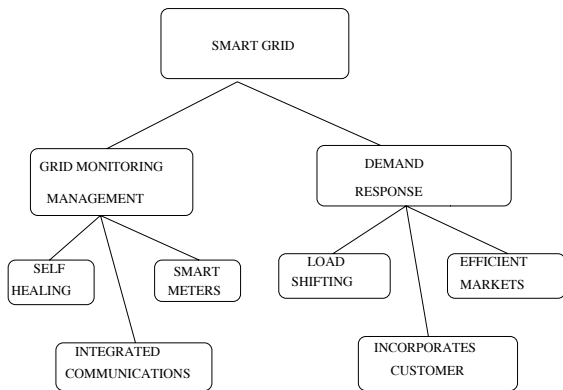 SMART GRID
GRID MONITORING
MANAGEMENT
DEMAND
RESPONSE
SELF
HEALING
SMART
METERS
LOAD
SHIFTING
EFFICIENT
MARKETS
INTEGRATED
COMMUNICATIONS
INCORPORATES
CUSTOMER